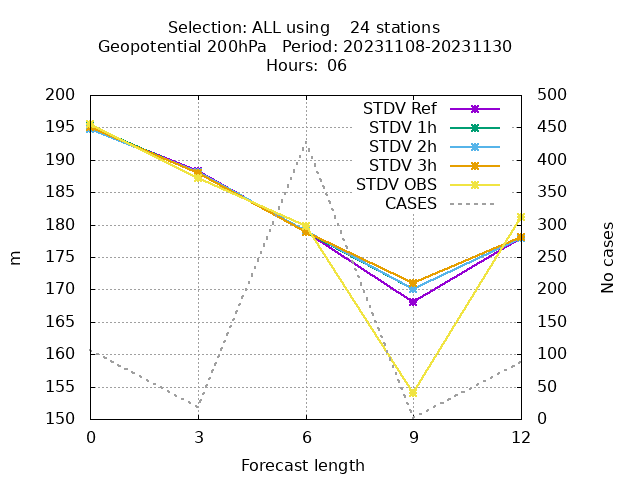 Selection: ALL using    24 stations
Geopotential 200hPa   Period: 20231108-20231130
Hours:  06
200
195
190
185
180
175
170
165
160
155
150
m
STDV Ref
STDV 1h
STDV 2h
STDV 3h
STDV OBS
CASES
500
450
400
350
300
250
200
150
100
50
0
No cases
0 3 6 9 12
Forecast length